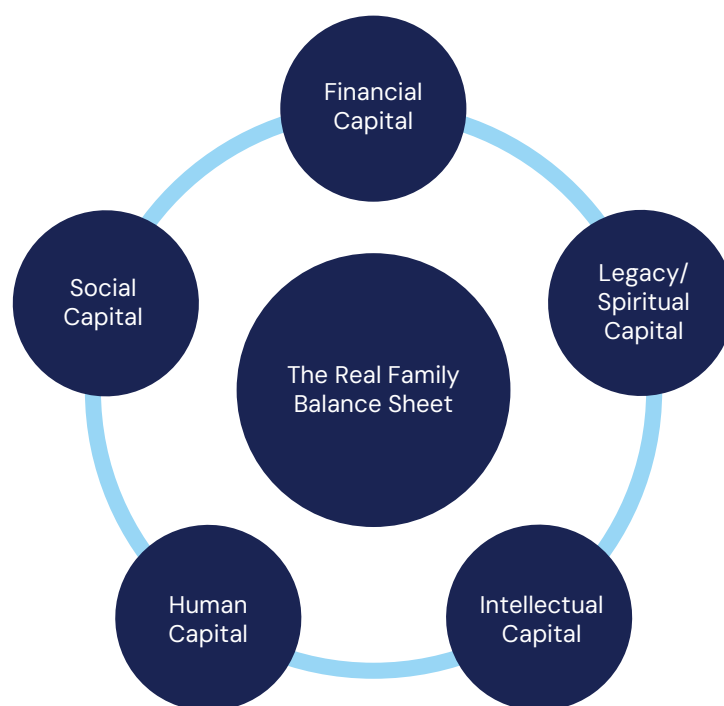 Financial
Capital
Legacy/
Spiritual
Capital
Social
Capital
The Real Family
Balance Sheet
Human
Capital
Intellectual
Capital